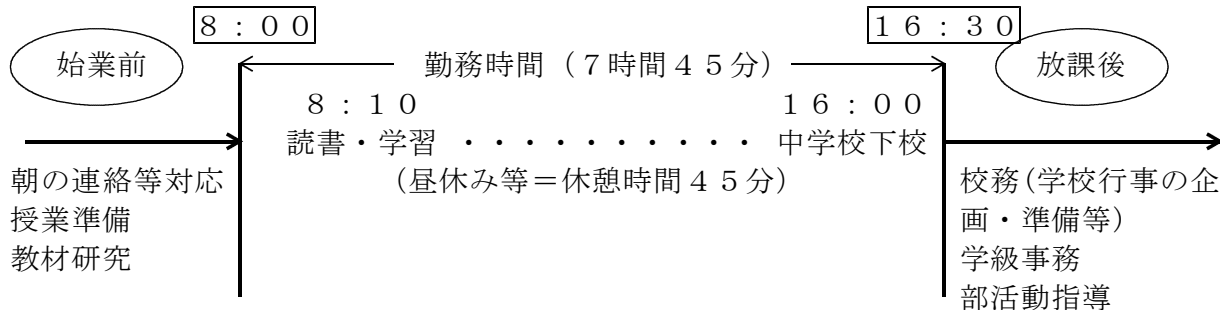 ８：００
１６：３０
始業前
勤務時間（７時間４５分）
放課後
８：１０
１６：００
読書・学習 ・・・・・・・・・・ 中学校下校
（昼休み等＝休憩時間４５分）
朝の連絡等対応
授業準備
教材研究
校務（学校行事の企
画・準備等）
学級事務
部活動指導